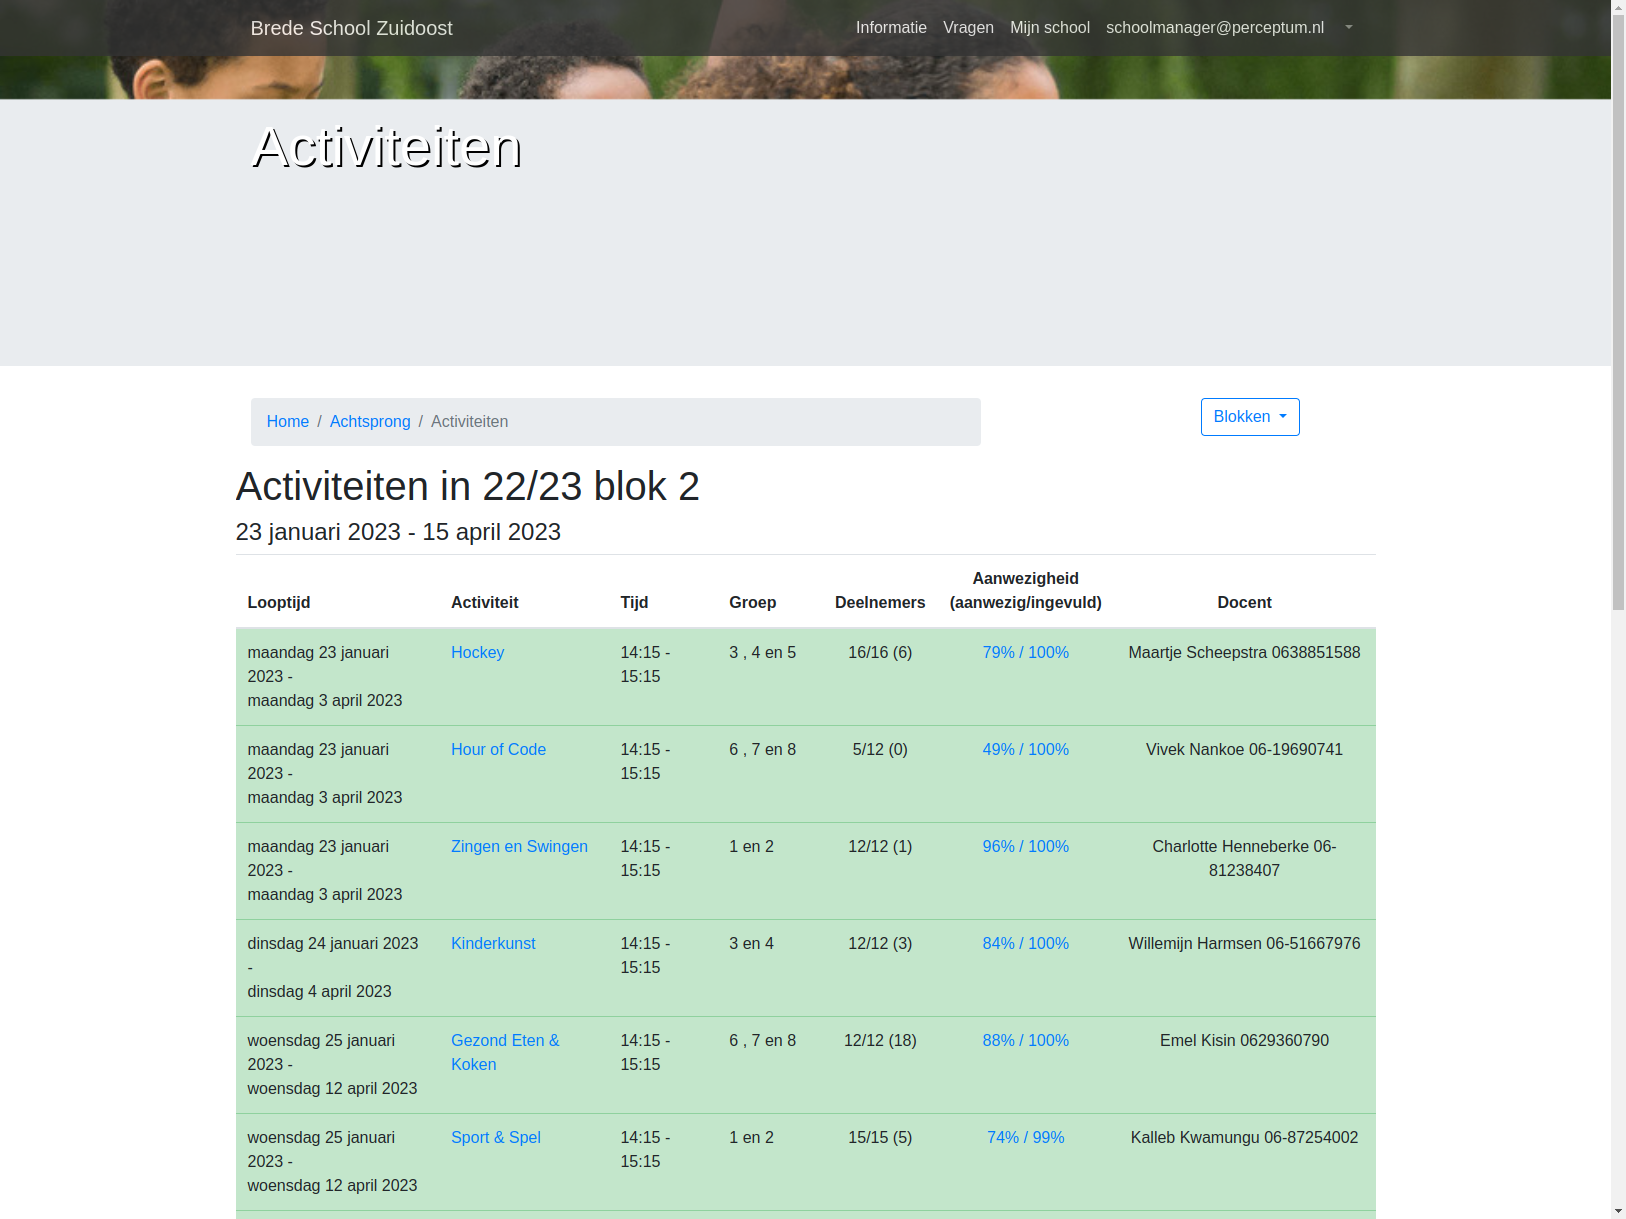 Brede School Zuidoost
Informatie Vragen Mijn school schoolmanager@perceptum.nl
Activiteiten
Home / Achtsprong / Activiteiten
Blokken
Activiteiten in 22/23 blok 2
23 januari 2023 - 15 april 2023
Looptijd Activiteit Tijd Groep Deelnemers Aanwezigheid (aanwezig/ingevuld) Docent
maandag 23 januari 2023 - maandag 3 april 2023 Hockey 14:15 - 15:15 3 , 4 en 5 16/16 (6) 79% / 100% Maartje Scheepstra 0638851588
maandag 23 januari 2023 - maandag 3 april 2023 Hour of Code 14:15 - 15:15 6 , 7 en 8 5/12 (0) 49% / 100% Vivek Nankoe 06-19690741
maandag 23 januari 2023 - maandag 3 april 2023 Zingen en Swingen 14:15 - 15:15 1 en 2 12/12 (1) 96% / 100% Charlotte Henneberke 06-81238407
dinsdag 24 januari 2023 - dinsdag 4 april 2023 Kinderkunst 14:15 - 15:15 3 en 4 12/12 (3) 84% / 100% Willemijn Harmsen 06-51667976
woensdag 25 januari 2023 - woensdag 12 april 2023 Gezond Eten & Koken 14:15 - 15:15 6 , 7 en 8 12/12 (18) 88% / 100% Emel Kisin 0629360790
woensdag 25 januari 2023 - woensdag 12 april 2023 Sport & Spel 14:15 - 15:15 1 en 2 15/15 (5) 74% / 99% Kalleb Kwamungu 06-87254002